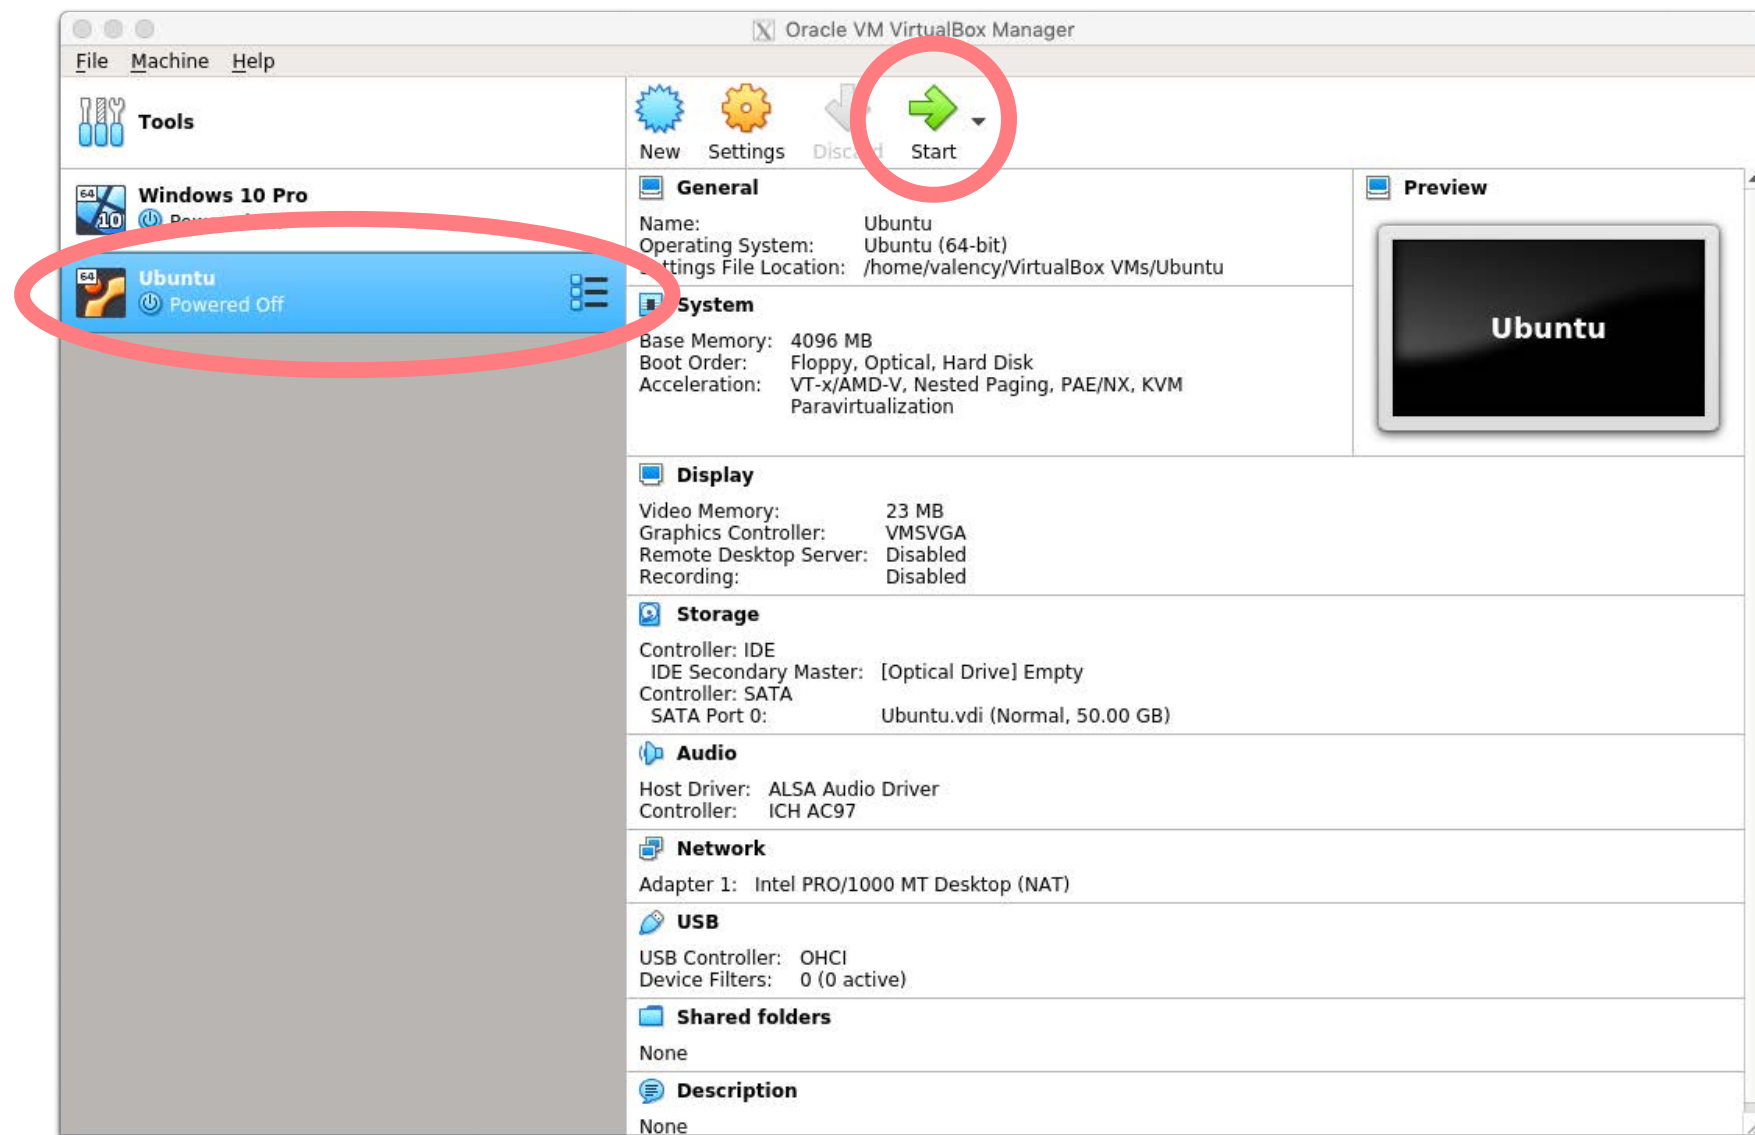 Oracle VM VirtualBox Manager
File Machine Help
Tools
New Settings Discard Start
64
10
Windows 10 Pro
64
Ubuntu
Powered Off
General
Name: Ubuntu
Operating System: Ubuntu (64-bit)
Settings File Location: /home/valency/VirtualBox VMs/Ubuntu
Preview
Ubuntu
System
Base Memory: 4096 MB
Boot Order: Floppy, Optical, Hard Disk
Acceleration: VT-x/AMD-V, Nested Paging, PAE/NX, KVM
Paravirtualization
Display
Video Memory: 23 MB
Graphics Controller: VMSVGA
Remote Desktop Server: Disabled
Recording: Disabled
Storage
Controller: IDE
IDE Secondary Master: [Optical Drive] Empty
Controller: SATA
SATA Port 0: Ubuntu.vdi (Normal, 50.00 GB)
Audio
Host Driver: ALSA Audio Driver
Controller: ICH AC97
Network
Adapter 1: Intel PRO/1000 MT Desktop (NAT)
USB
USB Controller: OHCI
Device Filters: 0 (0 active)
Shared folders
None
Description
None